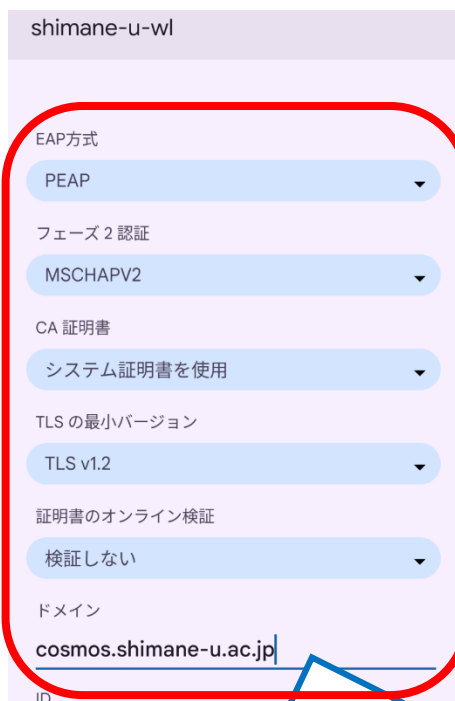 shimane-u-wl
EAP方式
PEAP
フェーズ 2 認証
MSCHAPV2
CA 証明書
システム証明書を使用
TLS の最小バージョン
TLS v1.2
証明書のオンライン検証
検証しない
ドメイン
cosmos.shimane-u.ac.jp
ID